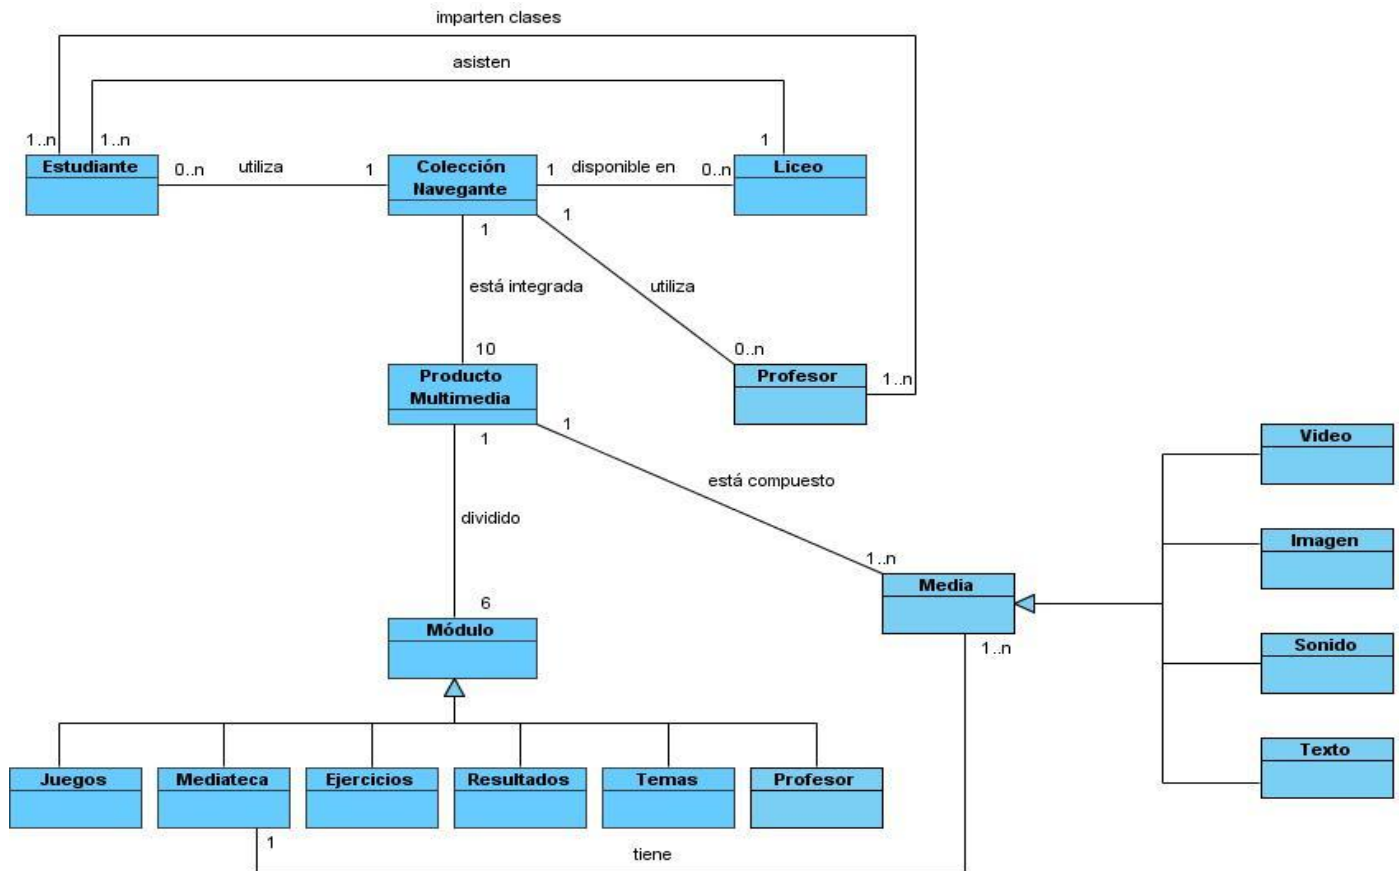 imparten clases
asisten
1..n
1..n
1
Estudiante
0..n
utiliza
1
Colección
Navegante
1
disponible en
0..n
Liceo
1
1
está integrada
utiliza
10
0..n
Producto
Multimedia
Profesor
1..n
1
1
Video
está compuesto
dividido
Imagen
1..n
Media
6
Módulo
1..n
Sonido
Texto
Juegos
Mediateca
Ejercicios
Resultados
Temas
Profesor
1
tiene